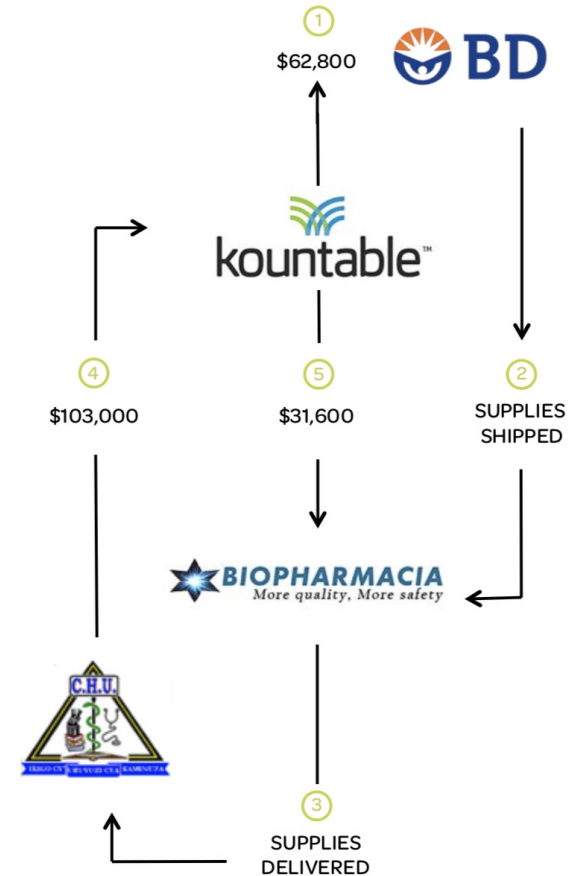 1
$62,800
BD
kountable™
4
$103,000
5
$31,600
2
SUPPLIES
SHIPPED
BIOPHARMACIA
More quality, More safety
C.H.U.
3
SUPPLIES
DELIVERED